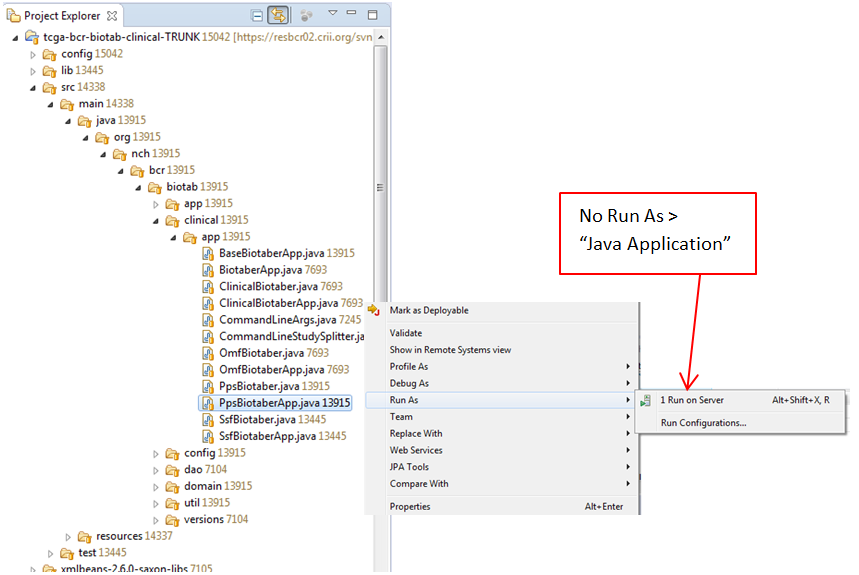 Project Explorer
tcga-bcr-biotab-clinical-TRUNK 15042 [https://resbcr02.crii.org/svn
config 15042
lib 13445
src 14338
main 14338
java 13915
org 13915
nch 13915
bcr 13915
biotab 13915
app 13915
clinical 13915
app 13915
BaseBiotaberApp.java 13915
BiotaberApp.java 7693
ClinicalBiotaber.java 7693
ClinicalBiotaberApp.java 7693
CommandLineArgs.java 7245
CommandLineStudySplitter.ja
OmfBiotaber.java 7693
OmfBiotaberApp.java 7693
PpsBiotaber.java 13915
PpsBiotaberApp.java 13915
SsfBiotaber.java 13445
SsfBiotaberApp.java 13445
config 13915
dao 7104
domain 13915
util 13915
versions 7104
resources 14337
test 13445
xmlbeans-2.6.0-saxon-libs 7105
Mark as Deployable
Validate
Show in Remote Systems view
Profile As
Debug As
Run As
Team
Replace With
Web Services
JPA Tools
Compare With
Properties Alt+Enter
1 Run on Server Alt+Shift+X, R
Run Configurations...
No Run As >
“Java Application”